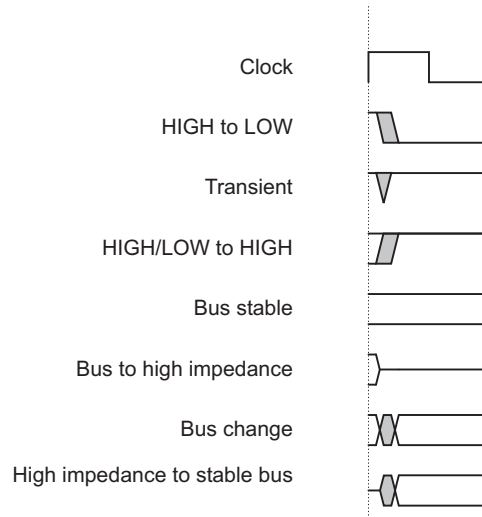 Clock
HIGH to LOW
Transient
HIGH/LOW to HIGH
Bus stable
Bus to high impedance
Bus change
High impedance to stable bus